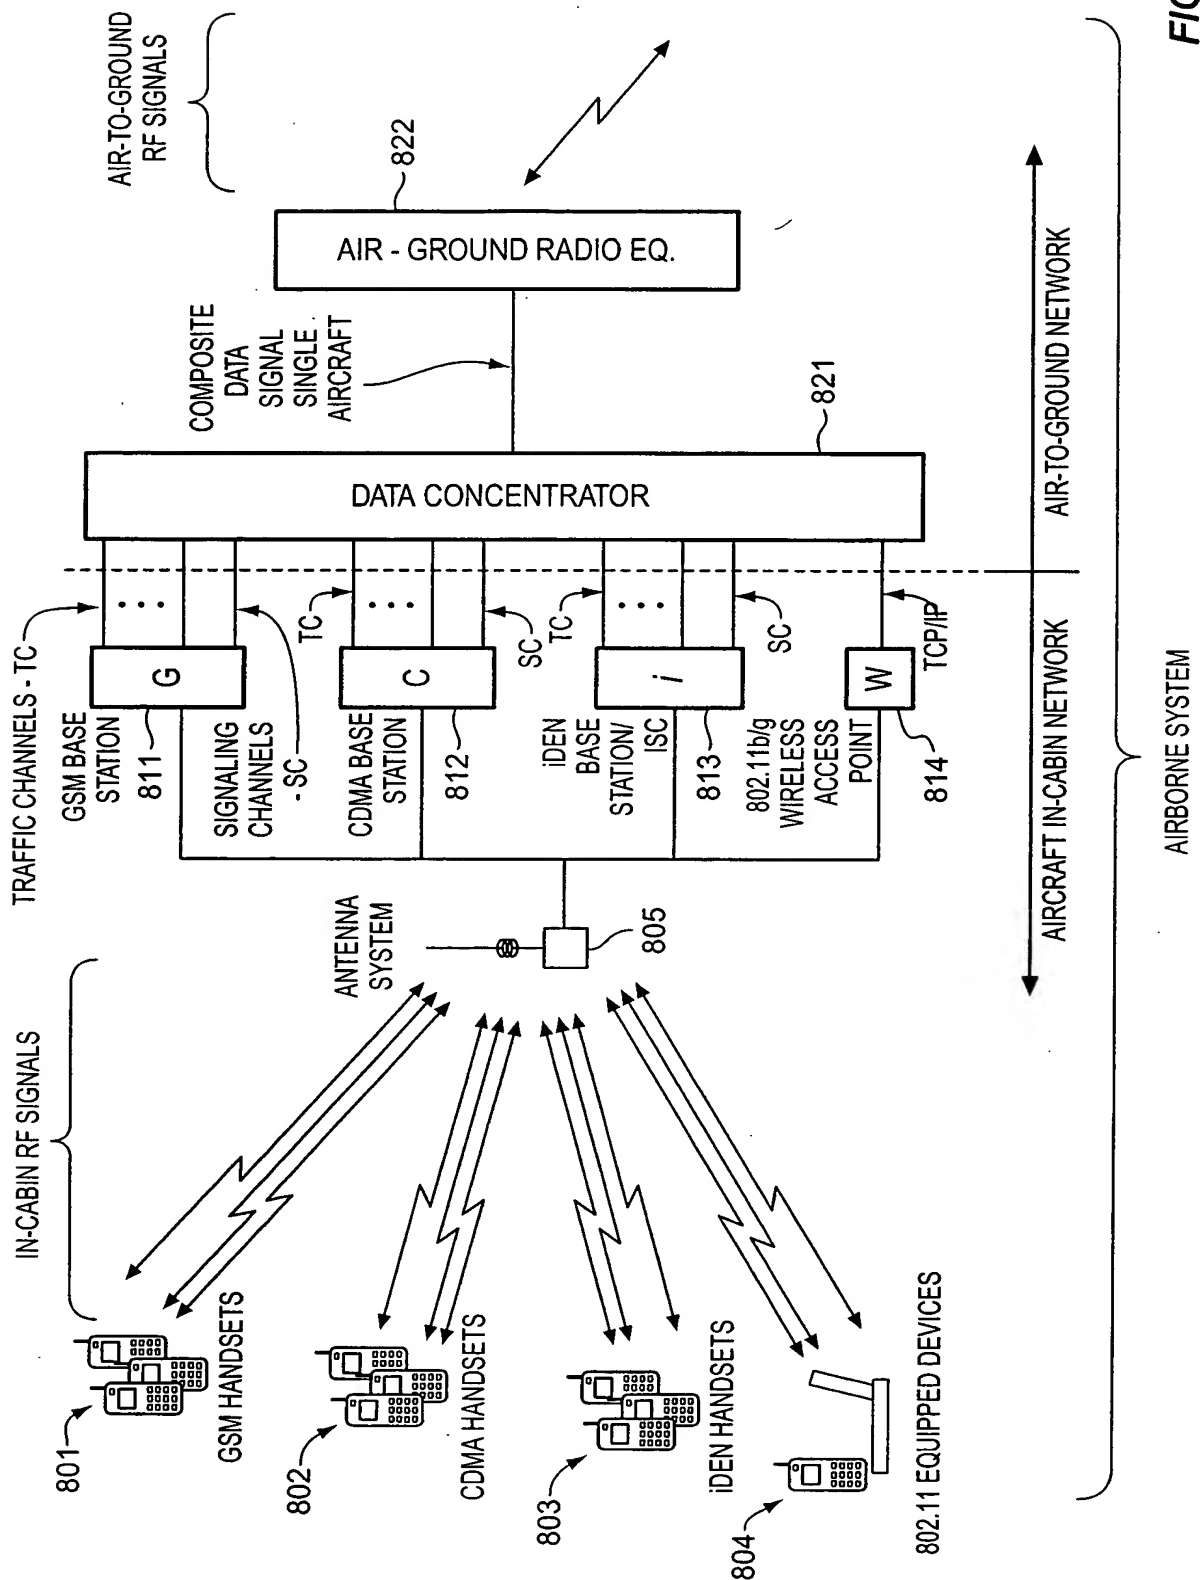 FIG
AIR-TO-GROUND
RF SIGNALS
822
AIR - GROUND RADIO EQ.
COMPOSITE
DATA
SIGNAL
SINGLE
AIRCRAFT
821
DATA CONCENTRATOR
TRAFFIC CHANNELS - TC
GSM BASE
STATION
811
G
SIGNALING
CHANNELS
- SC
TC
CDMA BASE
STATION
812
C
SC
TC
iDEN
BASE
STATION/
ISC
813
i
SC
802.11b/g
WIRELESS
ACCESS
POINT
814
W
TCP/IP
ANTENNA
SYSTEM
805
IN-CABIN RF SIGNALS
801
GSM HANDSETS
802
CDMA HANDSETS
803
iDEN HANDSETS
804
802.11 EQUIPPED DEVICES
AIRCRAFT IN-CABIN NETWORK
AIR-TO-GROUND NETWORK
AIRBORNE SYSTEM